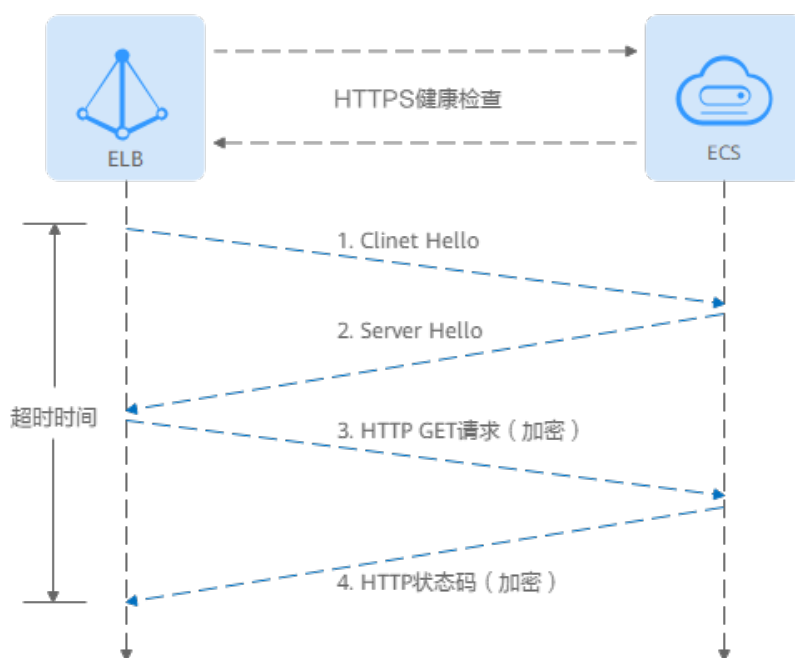 HTTPS健康检查
ELB
ECS
1. Clinet Hello
2. Server Hello
超时时间
3. HTTP GET请求（加密）
4. HTTP状态码（加密）